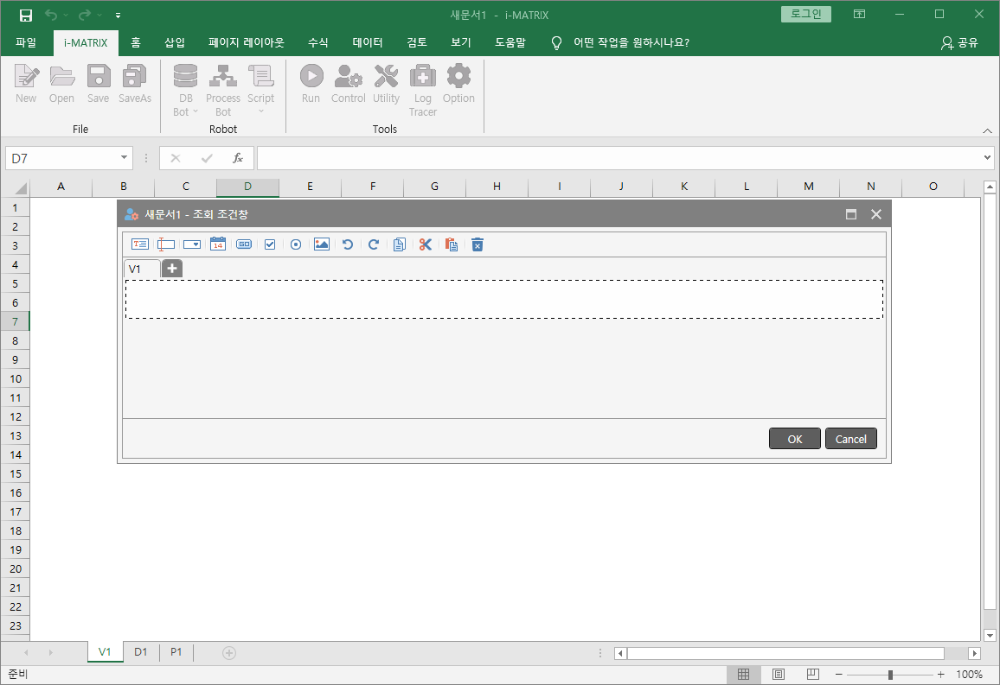 새문서1 - i-MATRIX
로그인
파일 i-MATRIX 홈 삽입 페이지 레이아웃 수식 데이터 검토 보기 도움말 어떤 작업을 원하시나요? 공유
New Open Save SaveAs DB Bot Process Bot Script Run Control Utility Log Tracer Option
File Robot Tools
D7 fx
A B C D E F G H I J K L M N O
1
2
3
4
5
6
7
8
9
10
11
12
13
14
15
16
17
18
19
20
21
22
23
새문서1 - 조회 조건창
14 GO
V1
OK Cancel
V1 D1 P1
준비 100%